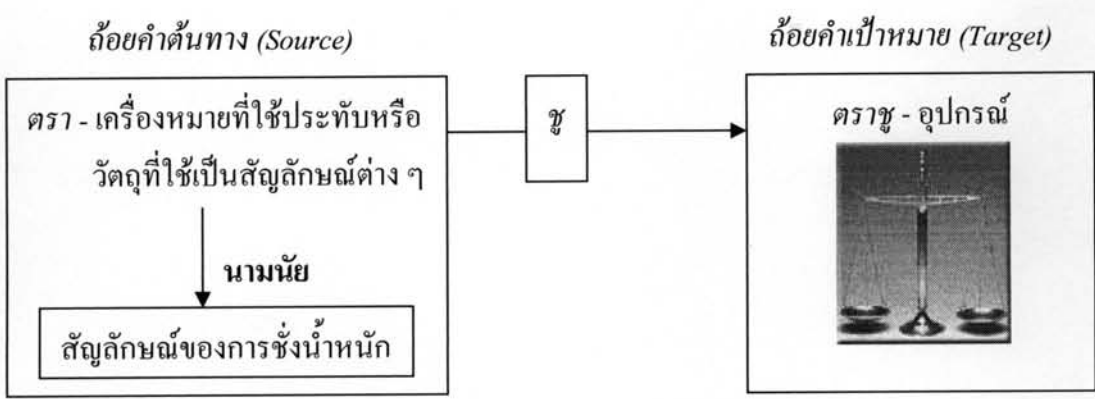 ถ้อยคำต้นทาง (Source)
ถ้อยคำเป้าหมาย (Target)
ตรา - เครื่องหมายที่ใช้ประทับหรือ
วัตถุที่ใช้เป็นสัญลักษณ์ต่าง ๆ
นามนัย
สัญลักษณ์ของการชั่งน้ำหนัก
ชู
ตราชู - อุปกรณ์